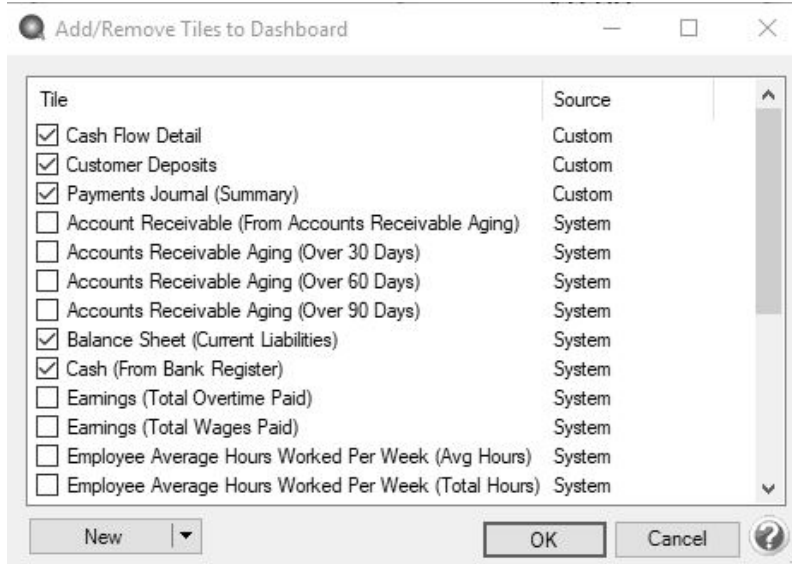 Add/Remove Tiles to Dashboard
Tile Source
Cash Flow Detail Custom
Customer Deposits Custom
Payments Journal (Summary) Custom
Account Receivable (From Accounts Receivable Aging) System
Accounts Receivable Aging (Over 30 Days) System
Accounts Receivable Aging (Over 60 Days) System
Accounts Receivable Aging (Over 90 Days) System
Balance Sheet (Current Liabilities) System
Cash (From Bank Register) System
Earnings (Total Overtime Paid) System
Earnings (Total Wages Paid) System
Employee Average Hours Worked Per Week (Avg Hours) System
Employee Average Hours Worked Per Week (Total Hours) System
New OK Cancel